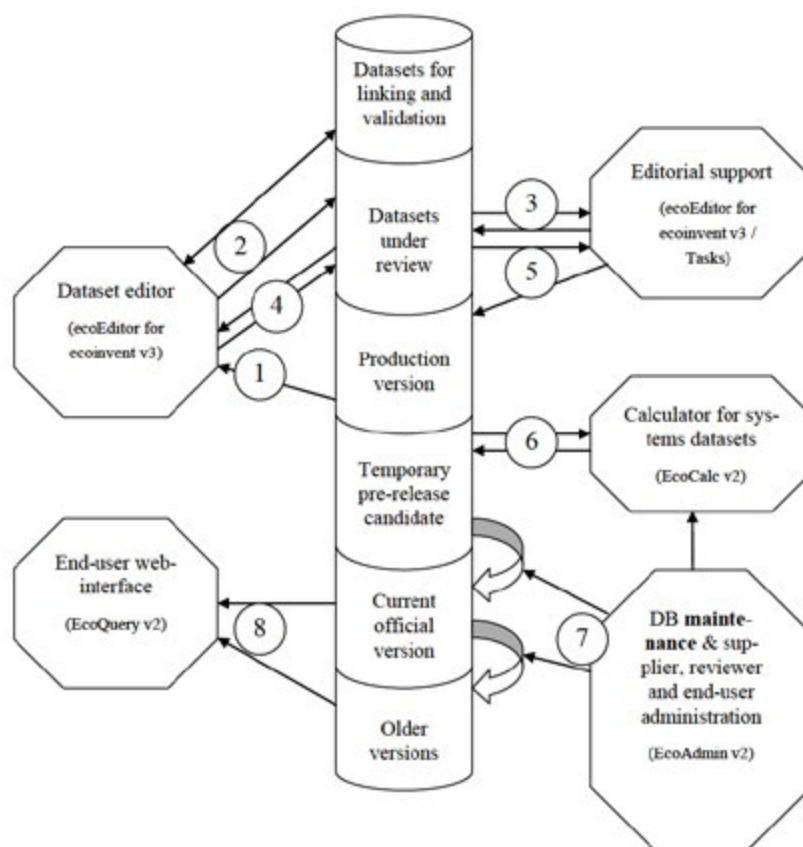 Datasets for
linking and
validation
Datasets
under
review
Production
version
Temporary
pre-release
candidate
Current
official
version
Older
versions
Dataset editor
(ecoEditor for
ecoinvent v3)
End-user web-
interface
(EcoQuery v2)
Editorial support
(ecoEditor for
ecoinvent v3 /
Tasks)
Calculator for sys-
tems datasets
(EcoCalc v2)
DB mainte-
nance & sup-
plier, reviewer
and end-user
administration
(EcoAdmin v2)
2
4
1
8
3
5
6
7